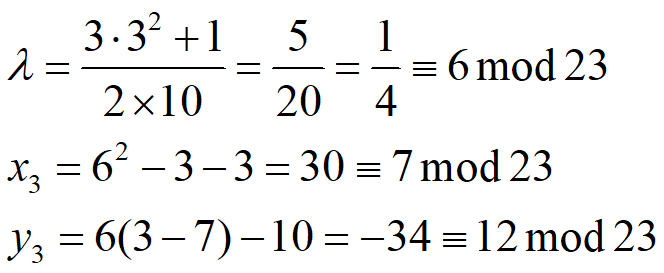 λ = (3·3² + 1)/(2 × 10) = 5/20 = 1/4 ≡ 6 mod 23
x₃ = 6² − 3 − 3 = 30 ≡ 7 mod 23
y₃ = 6(3 − 7) − 10 = −34 ≡ 12 mod 23